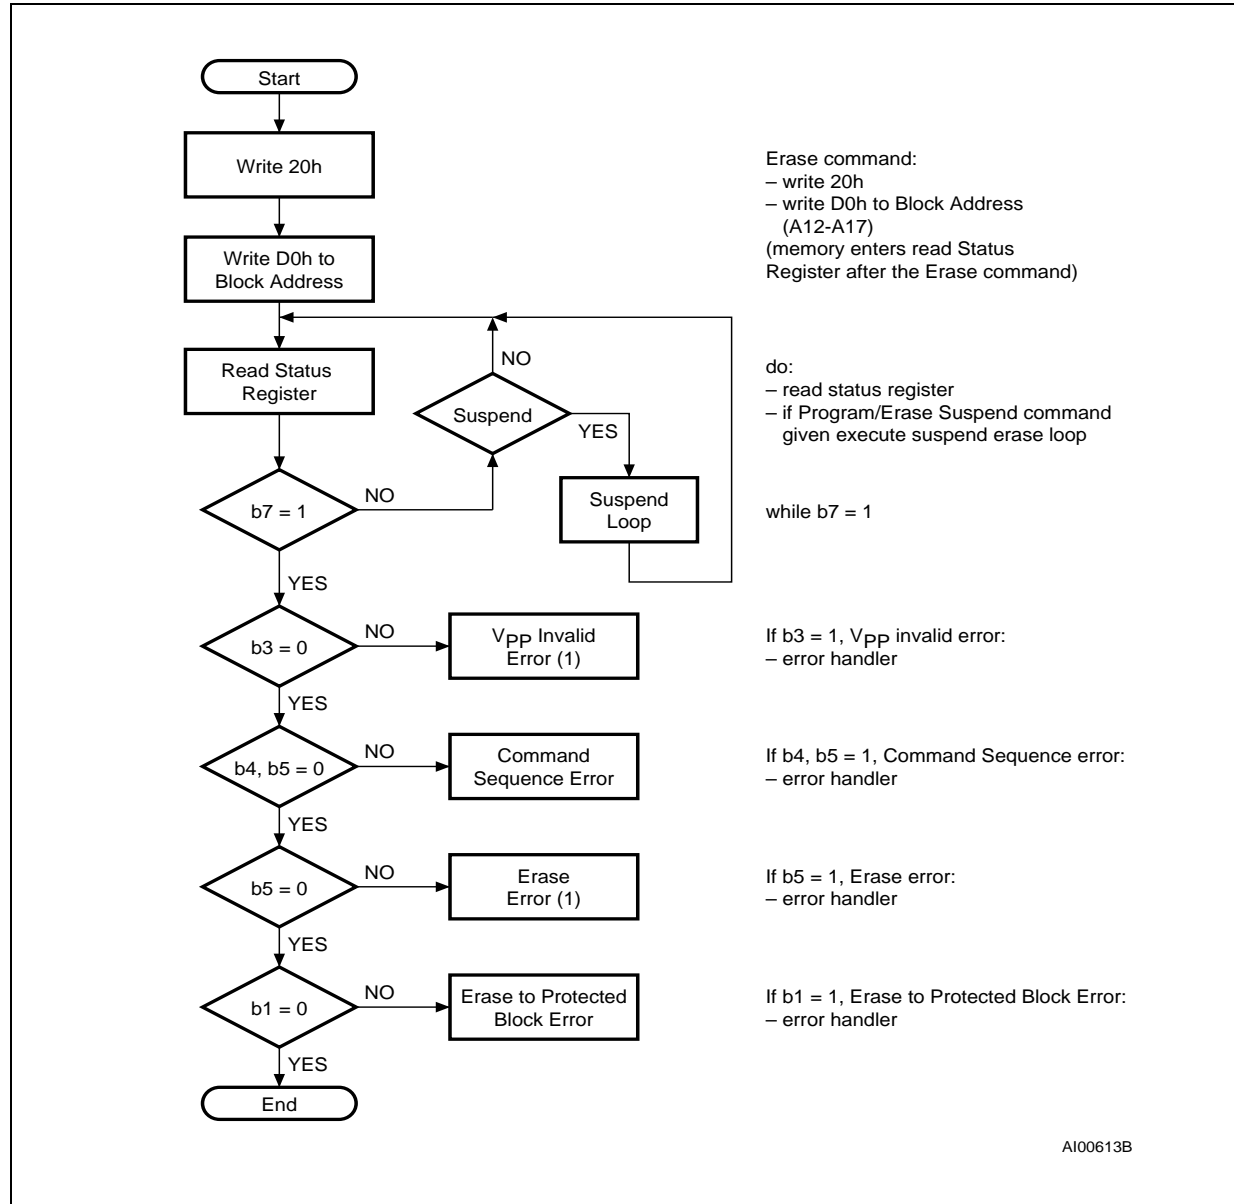 Start
Write 20h
Erase command:
– write 20h
– write D0h to Block Address
(A12-A17)
(memory enters read Status
Register after the Erase command)
Write D0h to
Block Address
Read Status
Register
NO
Suspend
YES
do:
– read status register
– if Program/Erase Suspend command
given execute suspend erase loop
b7 = 1
NO
Suspend
Loop
while b7 = 1
YES
b3 = 0
NO
VPP Invalid
Error (1)
If b3 = 1, VPP invalid error:
– error handler
YES
b4, b5 = 0
NO
Command
Sequence Error
If b4, b5 = 1, Command Sequence error:
– error handler
YES
b5 = 0
NO
Erase
Error (1)
If b5 = 1, Erase error:
– error handler
YES
b1 = 0
NO
Erase to Protected
Block Error
If b1 = 1, Erase to Protected Block Error:
– error handler
YES
End
AI00613B